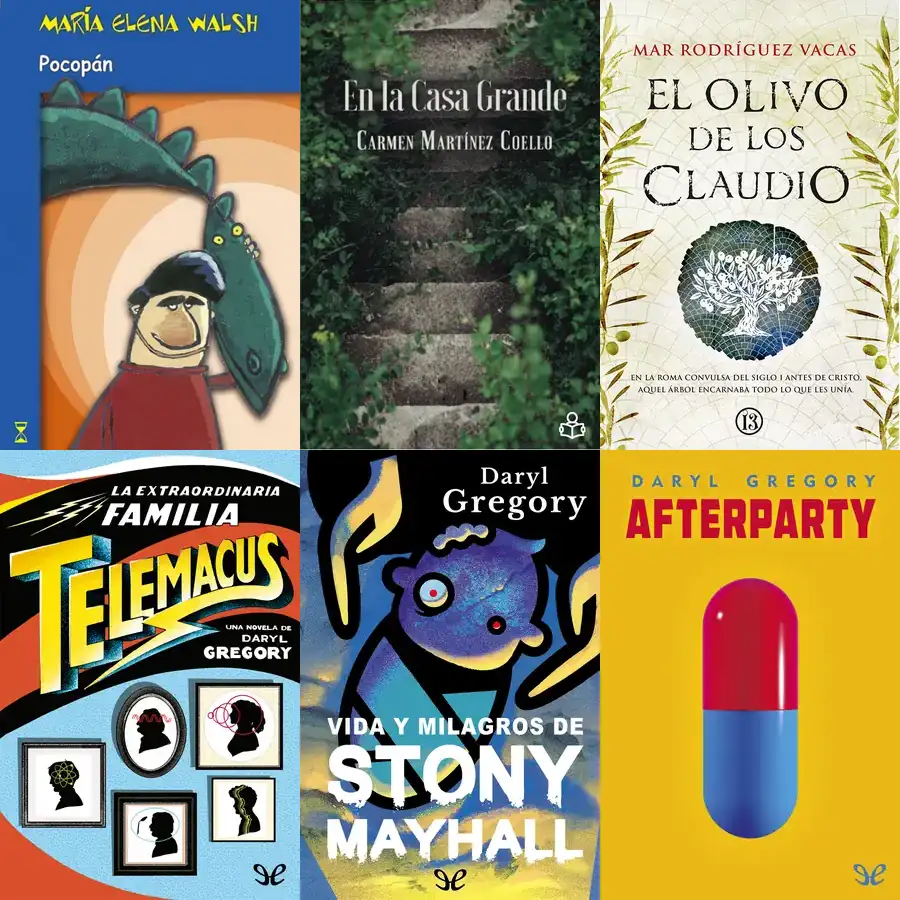 MARÍA ELENA WALSH
Pocopán
En la Casa Grande
CARMEN MARTÍNEZ COELLO
MAR RODRÍGUEZ VACAS
EL OLIVO
DE LOS
CLAUDIO
EN LA ROMA CONVULSA DEL SIGLO I ANTES DE CRISTO,
AQUEL ÁRBOL ENCARNABA TODO LO QUE LES UNÍA.
13
LA EXTRAORDINARIA
FAMILIA
TELEMACUS
UNA NOVELA DE
DARYL
GREGORY
Daryl
Gregory
VIDA Y MILAGROS DE
STONY
MAYHALL
DARYL GREGORY
AFTERPARTY